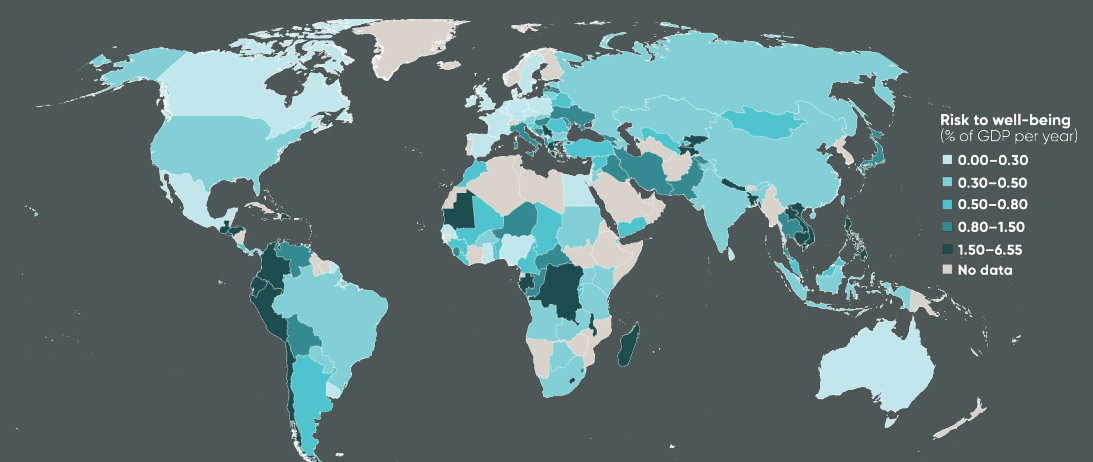 Risk to well-being
(% of GDP per year)
0.00–0.30
0.30–0.50
0.50–0.80
0.80–1.50
1.50–6.55
No data